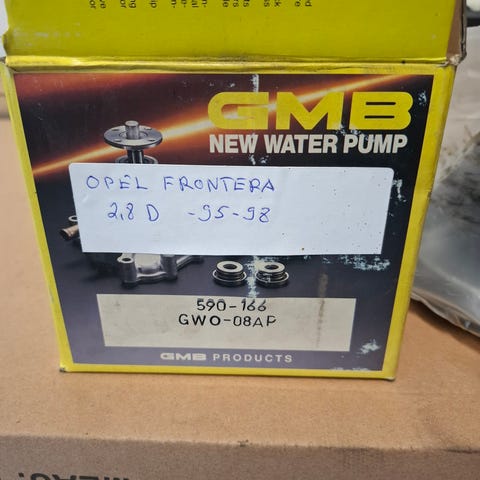 GMB
NEW WATER PUMP
OPEL FRONTERA
2,8 D -95-98
590-166
GWO-08AP
GMB PRODUCTS